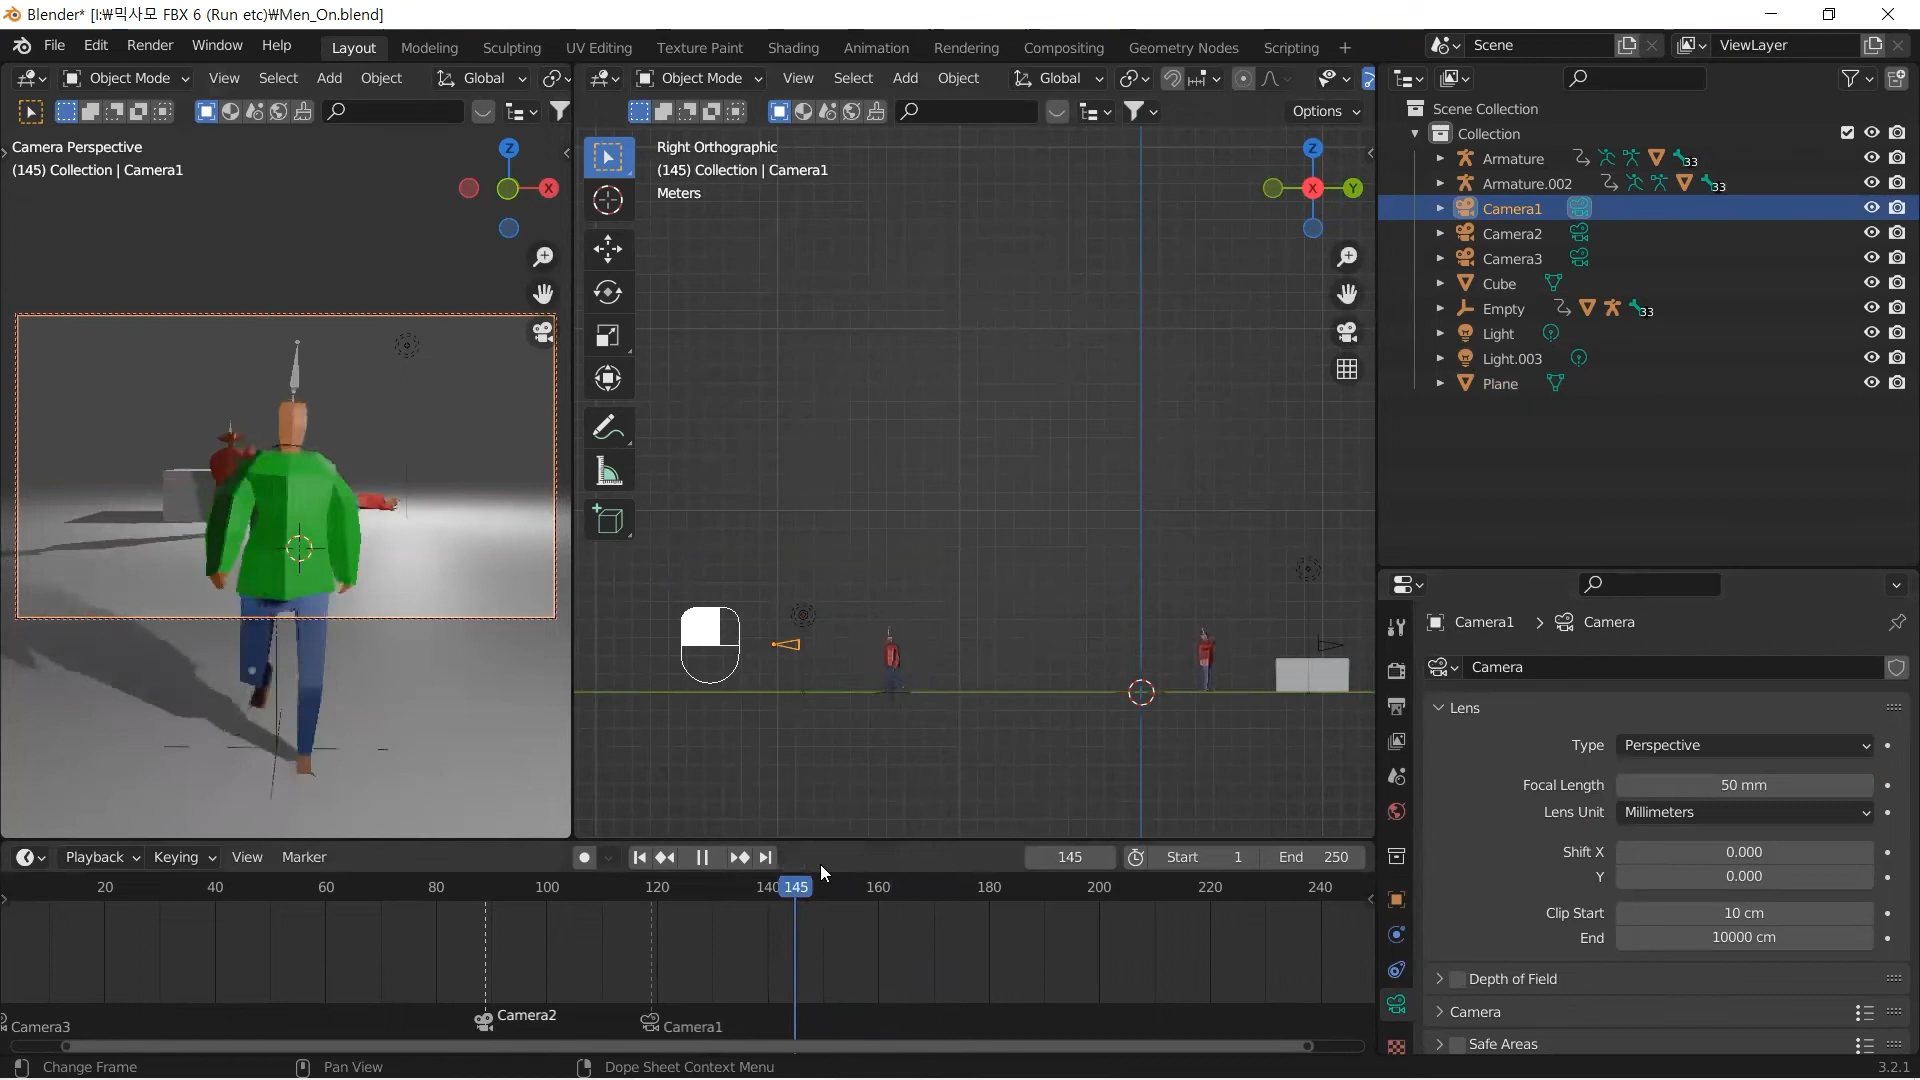 Blender* [I:￦믹사모 FBX 6 (Run etc)￦Men_On.blend]
File Edit Render Window Help Layout Modeling Sculpting UV Editing Texture Paint Shading Animation Rendering Compositing Geometry Nodes Scripting + Scene ViewLayer
Object Mode View Select Add Object Global Object Mode View Select Add Object Global
Options
Camera Perspective
(145) Collection | Camera1
Z
X
Right Orthographic
(145) Collection | Camera1
Meters
Z
X Y
Scene Collection
Collection
Armature 33
Armature.002 33
Camera1
Camera2
Camera3
Cube
Empty 33
Light
Light.003
Plane
Camera1 > Camera
Camera
Lens
Type Perspective
Focal Length 50 mm
Lens Unit Millimeters
Shift X 0.000
Y 0.000
Clip Start 10 cm
End 10000 cm
Depth of Field
Camera
Safe Areas
Playback Keying View Marker 145 Start 1 End 250
20 40 60 80 100 120 140 145 160 180 200 220 240
Camera3 Camera2 Camera1
Change Frame Pan View Dope Sheet Context Menu 3.2.1